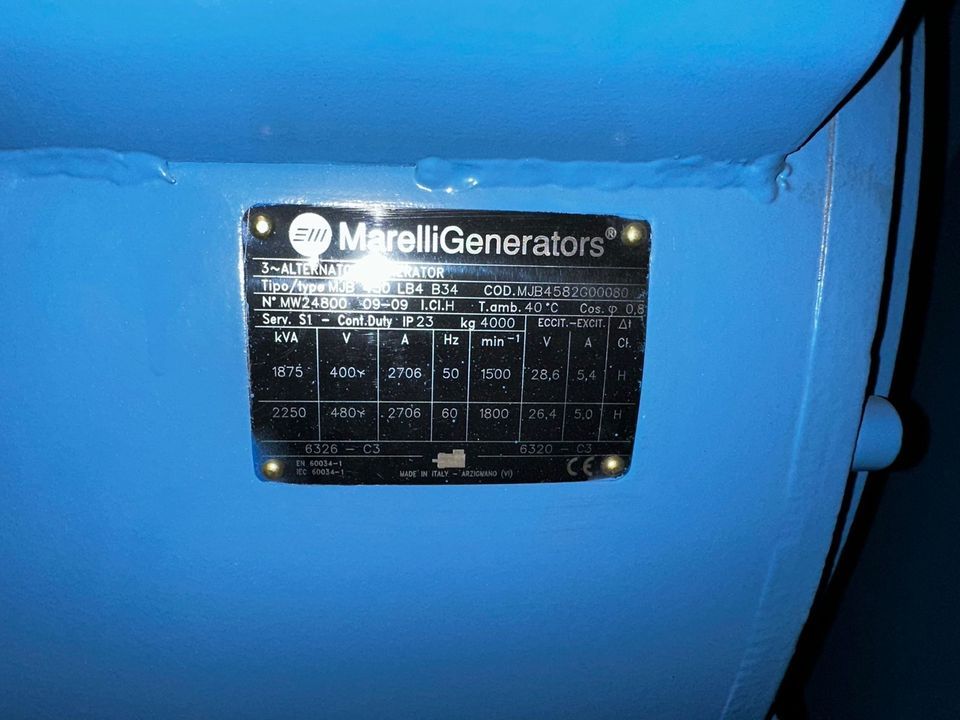 MarelliGenerators®
3~ALTERNATO ERATOR
Tipo/type MJB LB4 B34 COD.MJB4582G00080
N° MW24800 09-09 I.Cl.H T.amb. 40°C Cos. φ 0,8
Serv. S1 - Cont.Duty IP 23 kg 4000 ECCIT.-EXCIT. Δt
kVA V A Hz min⁻¹ V A Cl.
1875 400Y 2706 50 1500 28,6 5,4 H
2250 480Y 2706 60 1800 26,4 5,0 H
6326 - C3 6320 - C3
EN 60034-1
IEC 60034-1 MADE IN ITALY - ARZIGNANO (VI) CE